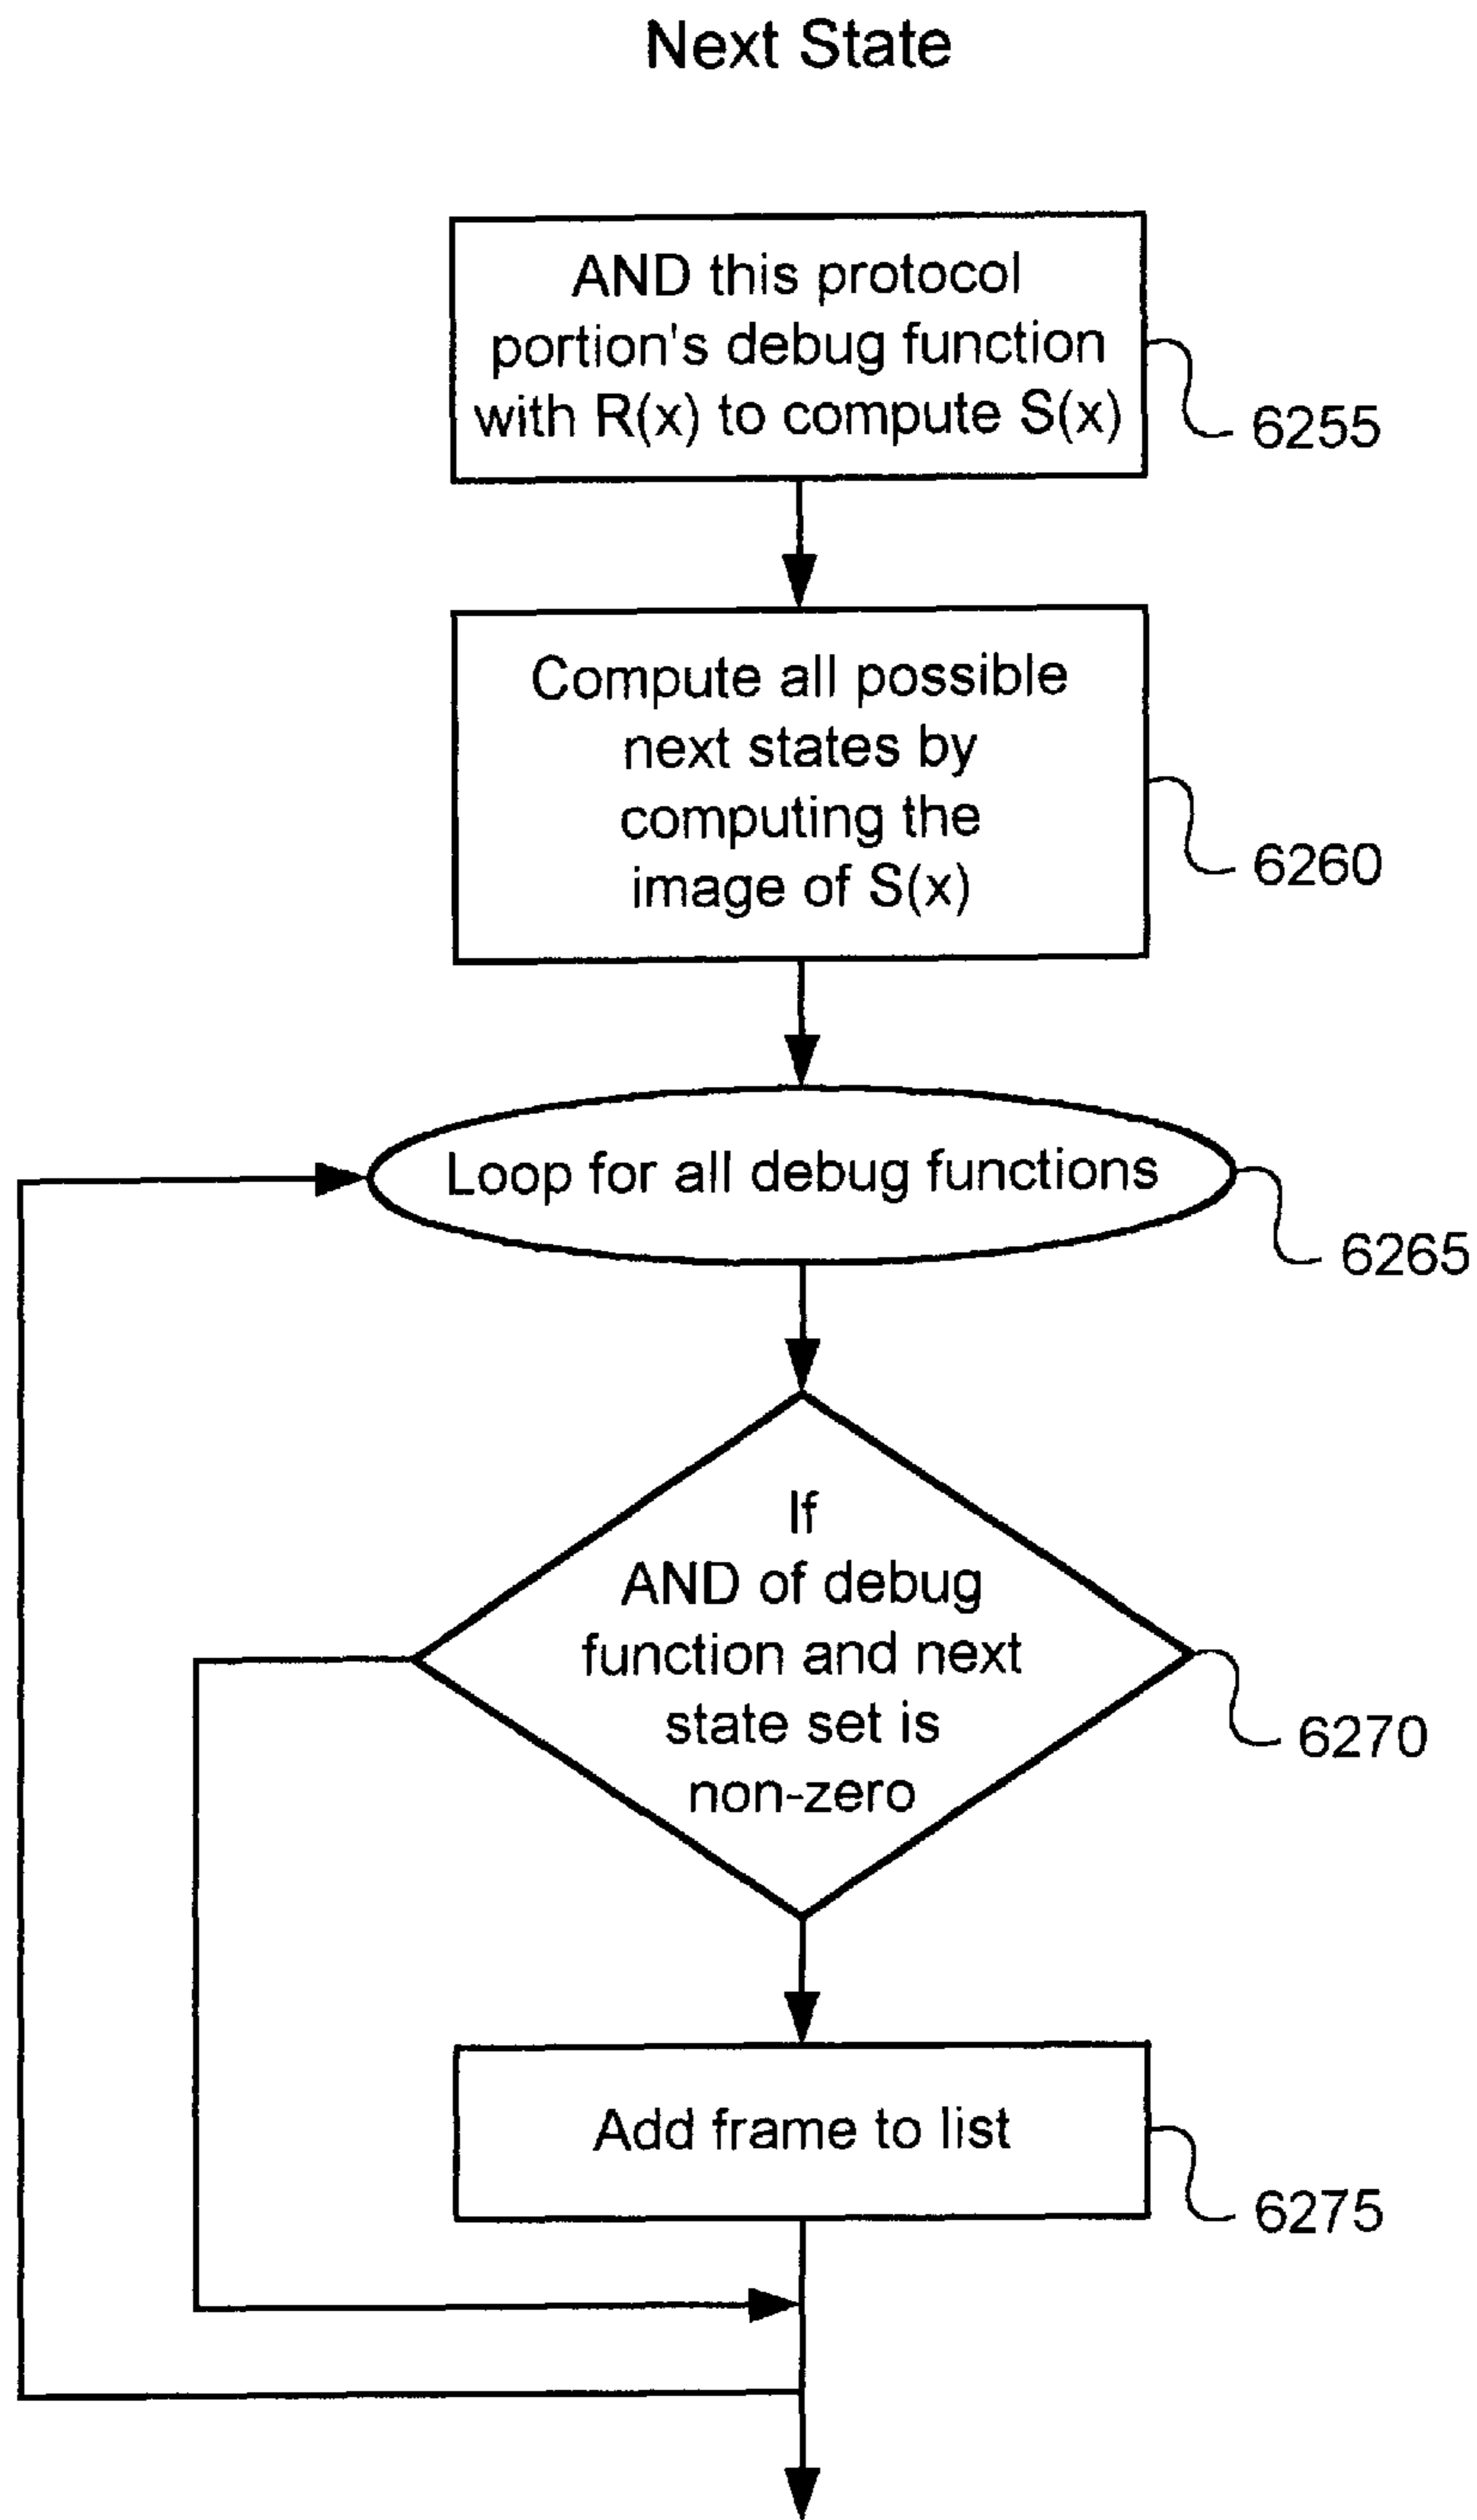 Next State
AND this protocol
portion's debug function
with R(x) to compute S(x)
6255
Compute all possible
next states by
computing the
image of S(x)
6260
Loop for all debug functions
6265
If
AND of debug
function and next
state set is
non-zero
6270
Add frame to list
6275